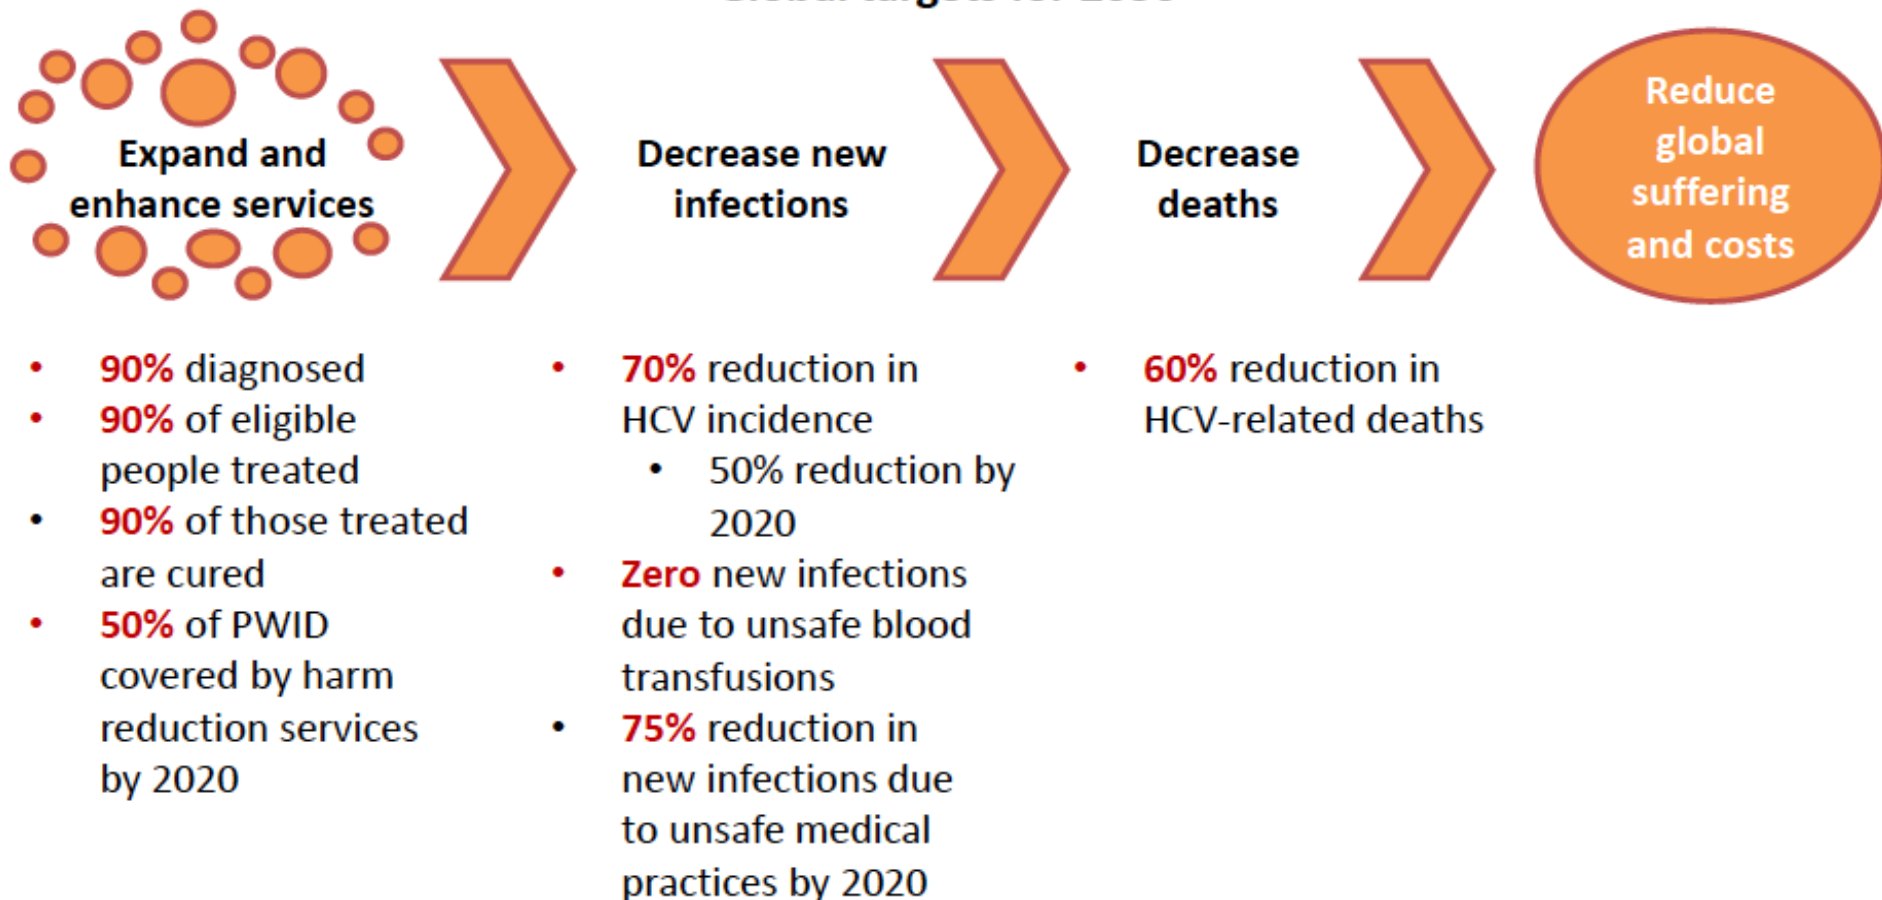 Expand and
enhance services
Decrease new
infections
Decrease
deaths
Reduce
global
suffering
and costs
• 90% diagnosed
• 90% of eligible
people treated
• 90% of those treated
are cured
• 50% of PWID
covered by harm
reduction services
by 2020
• 70% reduction in
HCV incidence
• 50% reduction by
2020
• Zero new infections
due to unsafe blood
transfusions
• 75% reduction in
new infections due
to unsafe medical
practices by 2020
• 60% reduction in
HCV-related deaths